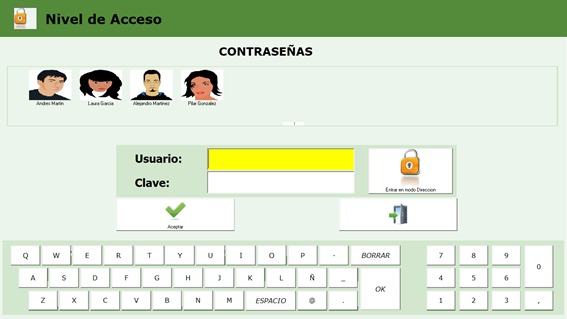 Nivel de Acceso
CONTRASEÑAS
Andres Martin Laura Garcia Alejandro Martinez Pilar Gonzalez
Usuario:
Clave:
Entrar en modo Direccion
Aceptar
Q W E R T Y U I O P - BORRAR 7 8 9 0
A S D F G H J K L Ñ _ OK 4 5 6
Z X C V B N M ESPACIO @ . 1 2 3 ,